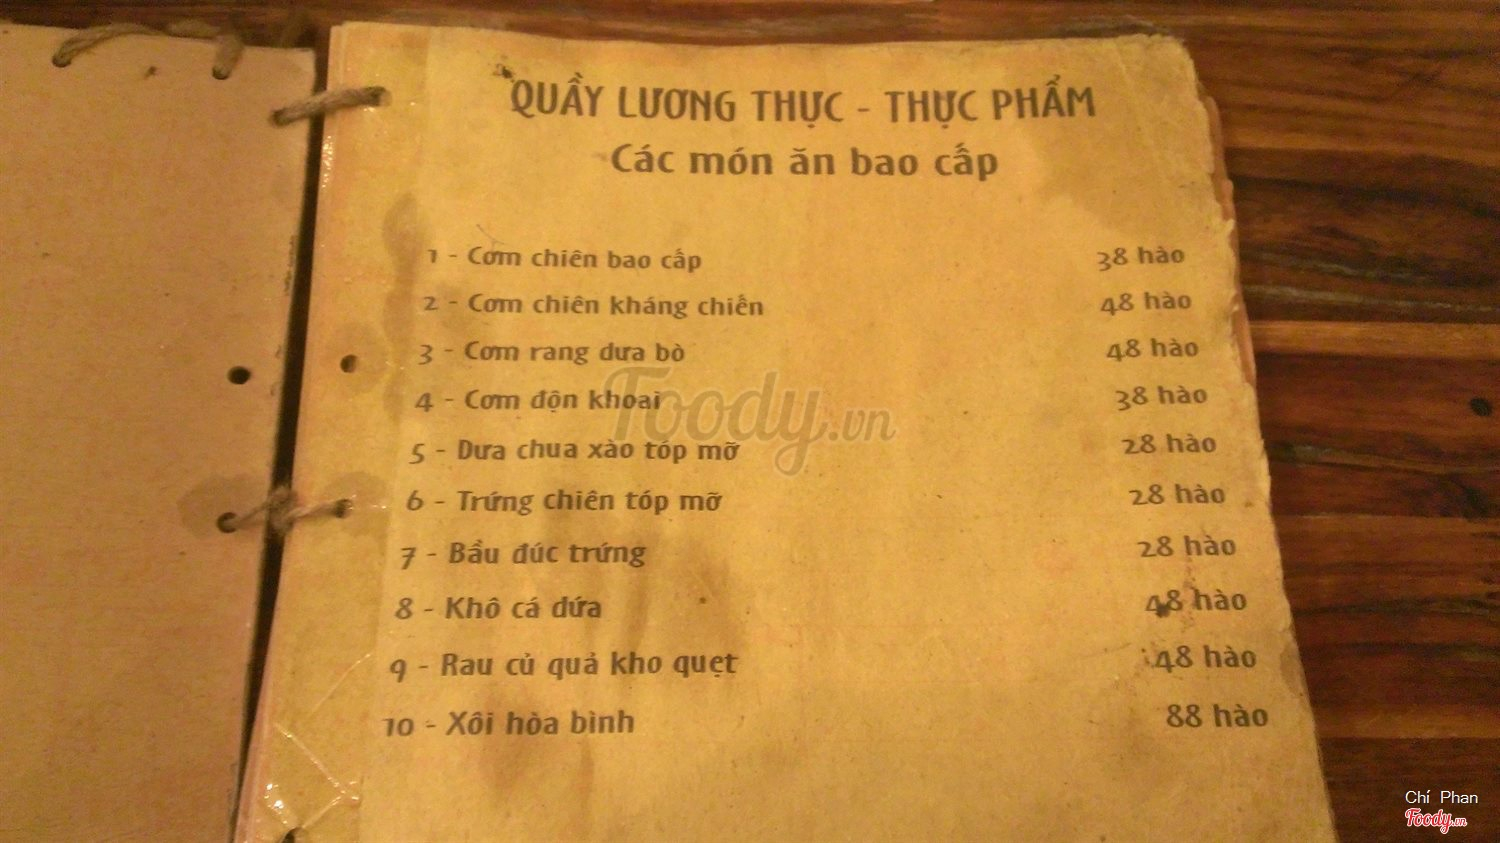 QUẦY LƯƠNG THỰC - THỰC PHẨM
Các món ăn bao cấp
1 - Cơm chiên bao cấp 38 hào
2 - Cơm chiên kháng chiến 48 hào
3 - Cơm rang dưa bò 48 hào
4 - Cơm độn khoai 38 hào
5 - Dưa chua xào tóp mỡ 28 hào
6 - Trứng chiên tóp mỡ 28 hào
7 - Bầu đúc trứng 28 hào
8 - Khô cá dứa 48 hào
9 - Rau củ quả kho quẹt 48 hào
10 - Xôi hòa bình 88 hào
Foody.vn
Chí Phan
Foody.vn